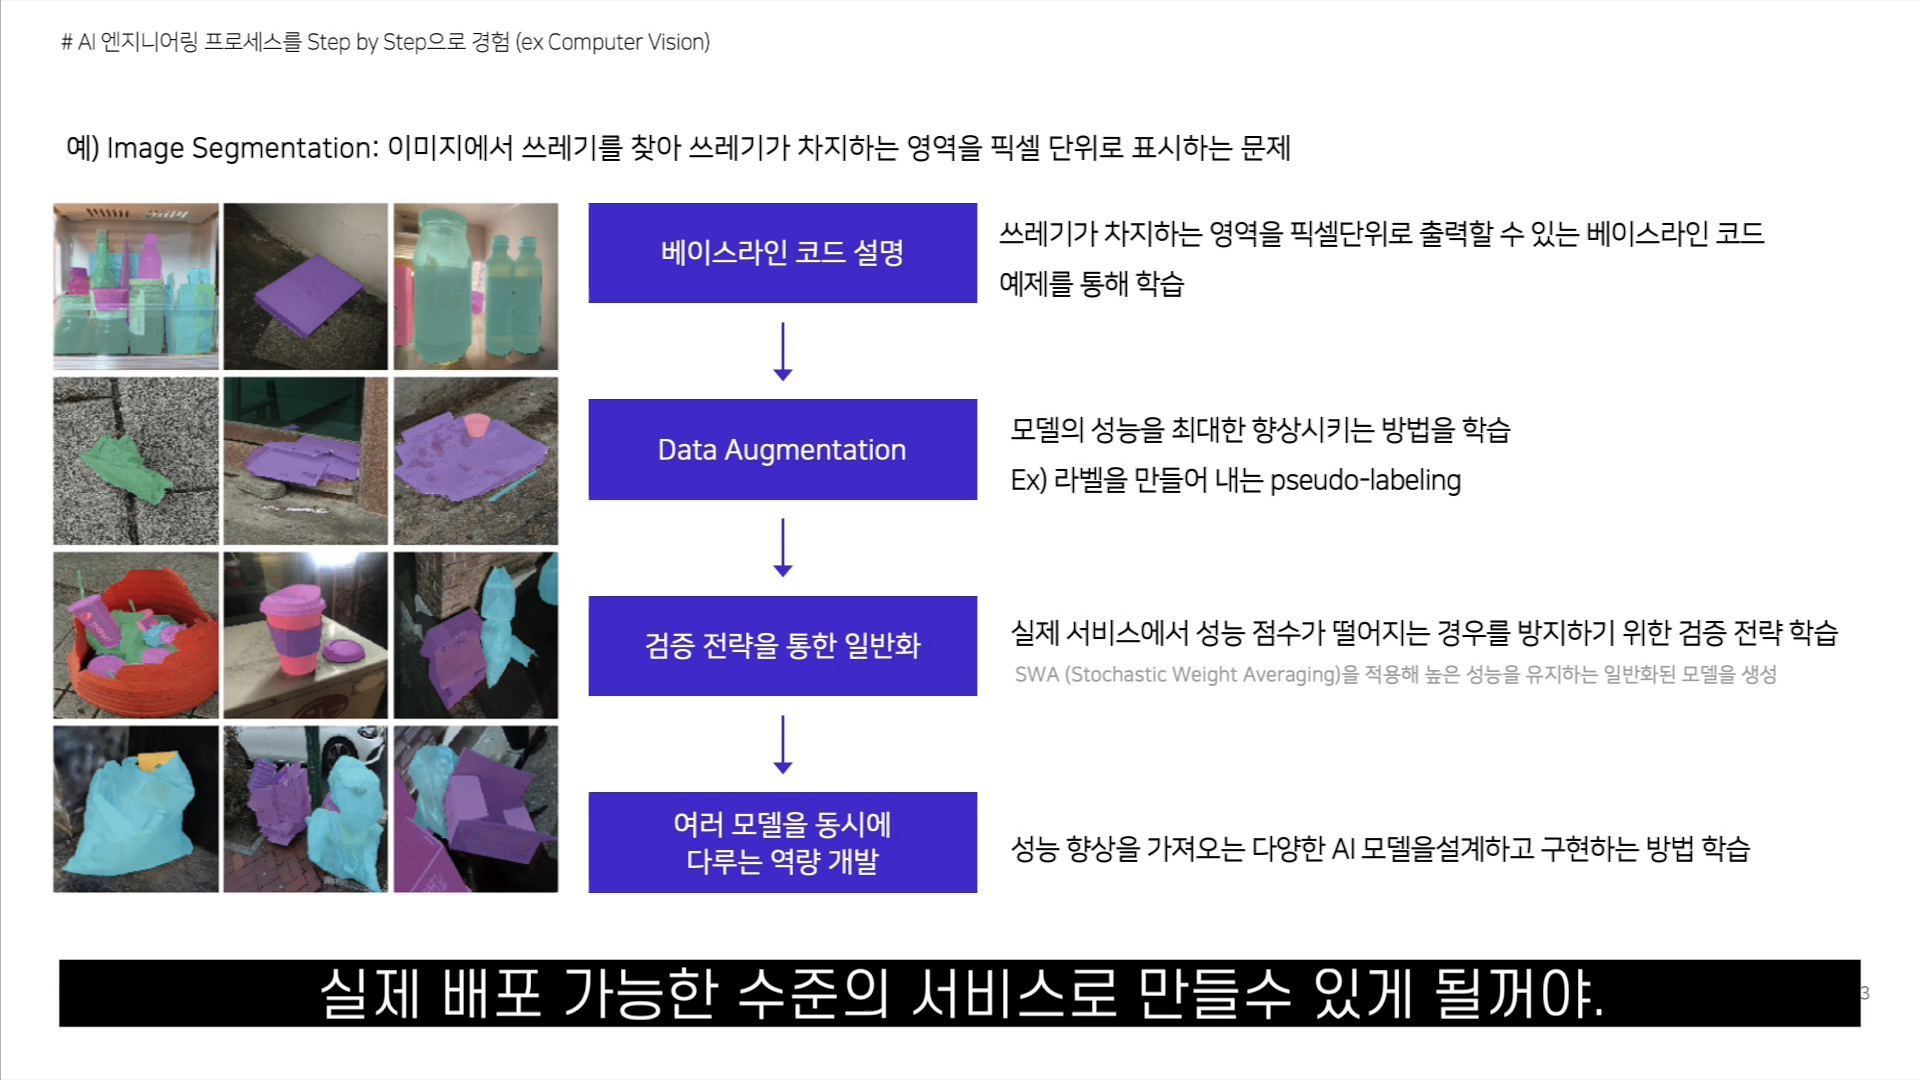 # AI 엔지니어링 프로세스를 Step by Step으로 경험 (ex Computer Vision)
예) Image Segmentation: 이미지에서 쓰레기를 찾아 쓰레기가 차지하는 영역을 픽셀 단위로 표시하는 문제
베이스라인 코드 설명
쓰레기가 차지하는 영역을 픽셀단위로 출력할 수 있는 베이스라인 코드
예제를 통해 학습
Data Augmentation
모델의 성능을 최대한 향상시키는 방법을 학습
Ex) 라벨을 만들어 내는 pseudo-labeling
검증 전략을 통한 일반화
실제 서비스에서 성능 점수가 떨어지는 경우를 방지하기 위한 검증 전략 학습
SWA (Stochastic Weight Averaging)을 적용해 높은 성능을 유지하는 일반화된 모델을 생성
여러 모델을 동시에
다루는 역량 개발
성능 향상을 가져오는 다양한 AI 모델을설계하고 구현하는 방법 학습
실제 배포 가능한 수준의 서비스로 만들수 있게 될꺼야.
3